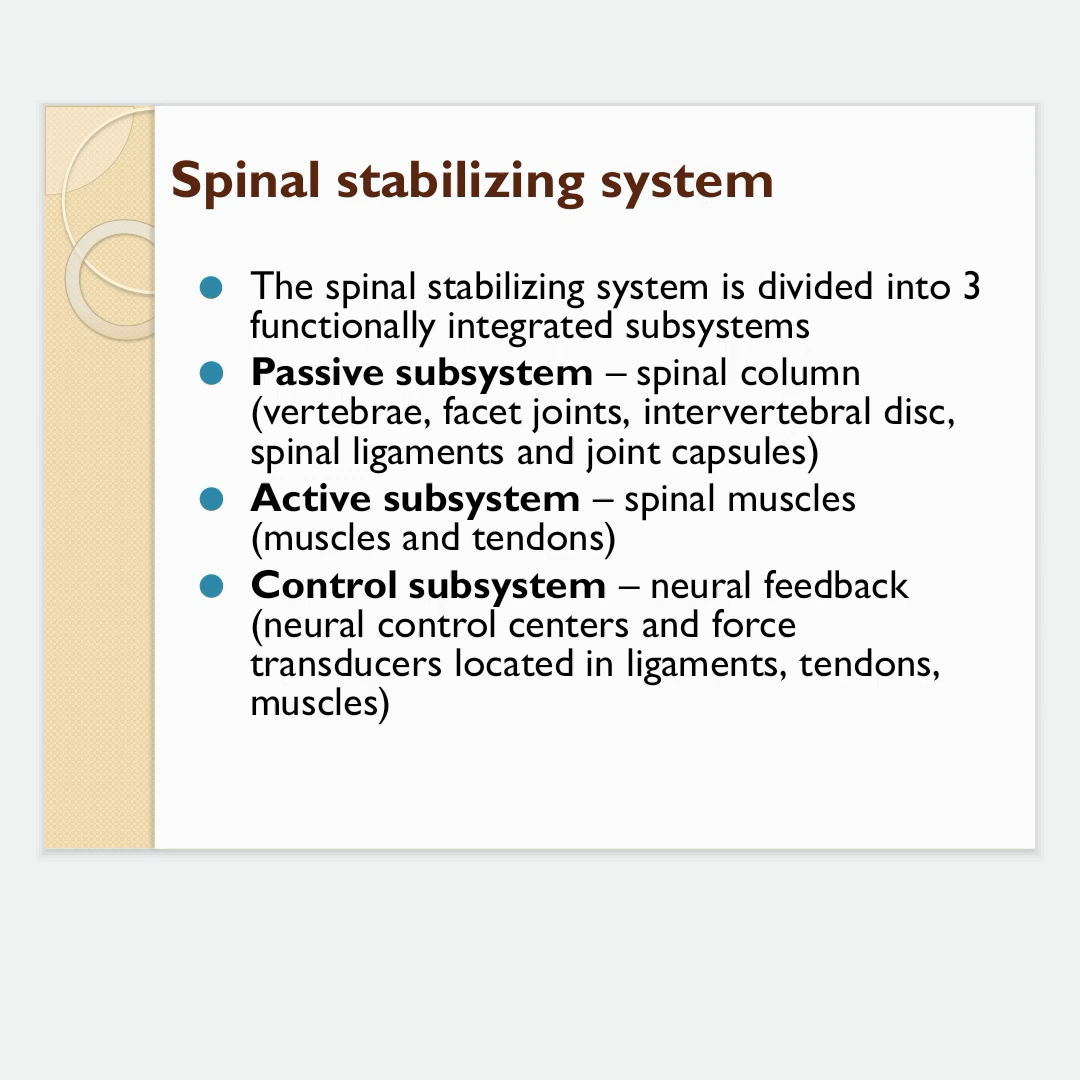 Spinal stabilizing system
The spinal stabilizing system is divided into 3
functionally integrated subsystems
Passive subsystem – spinal column
(vertebrae, facet joints, intervertebral disc,
spinal ligaments and joint capsules)
Active subsystem – spinal muscles
(muscles and tendons)
Control subsystem – neural feedback
(neural control centers and force
transducers located in ligaments, tendons,
muscles)